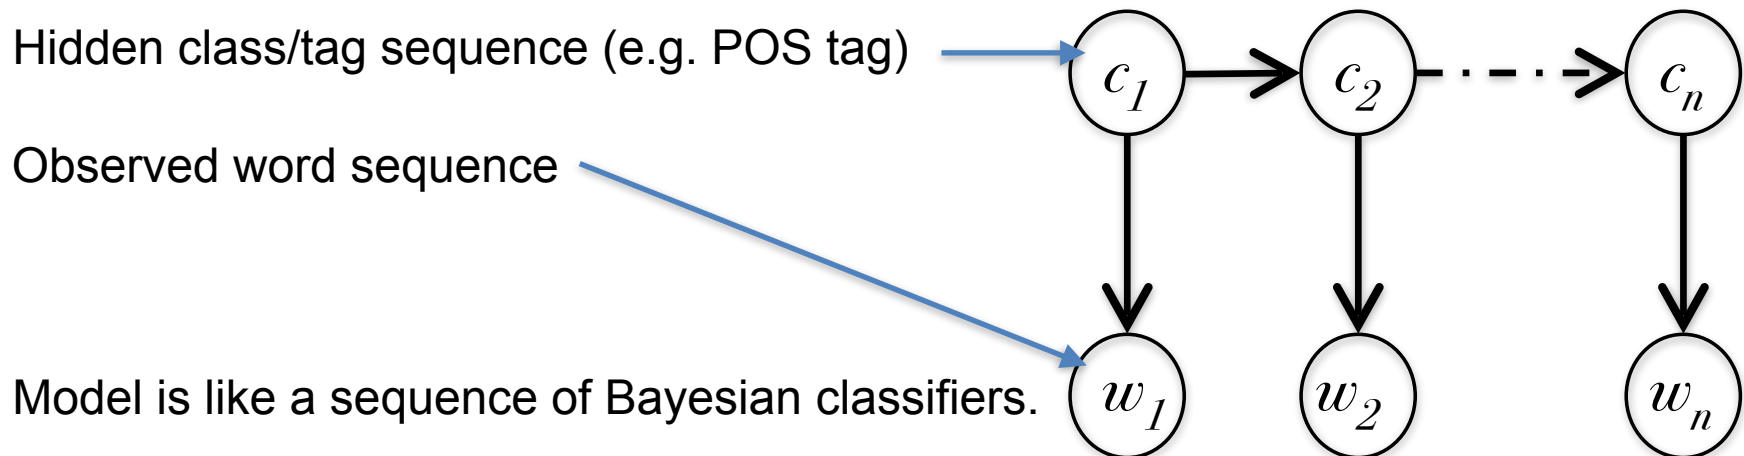 Hidden class/tag sequence (e.g. POS tag)
c1 c2 cn
Observed word sequence
Model is like a sequence of Bayesian classifiers.
w1 w2 wn